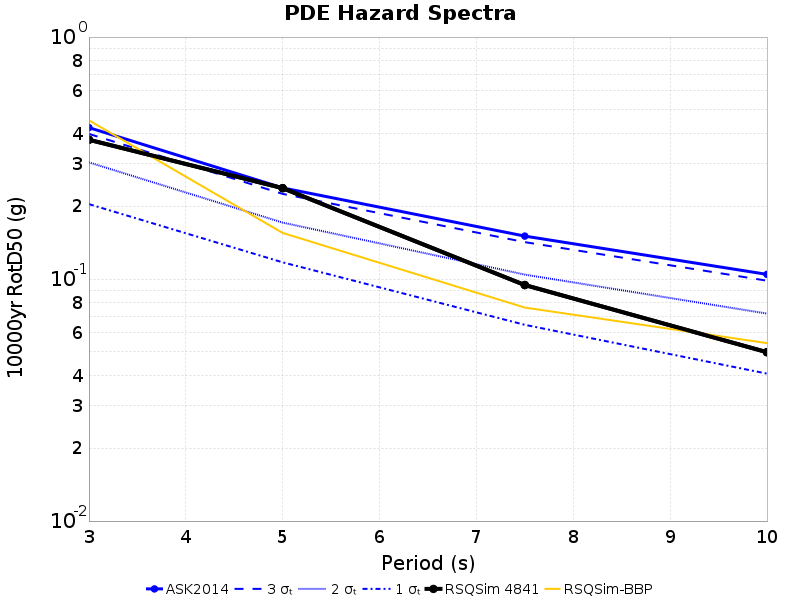 PDE Hazard Spectra
10000yr RotD50 (g)
10^0
8
6
4
3
2
10^-1
8
6
4
3
2
10^-2
3 4 5 6 7 8 9 10
Period (s)
ASK2014 3 σₜ 2 σₜ 1 σₜ RSQSim 4841 RSQSim-BBP